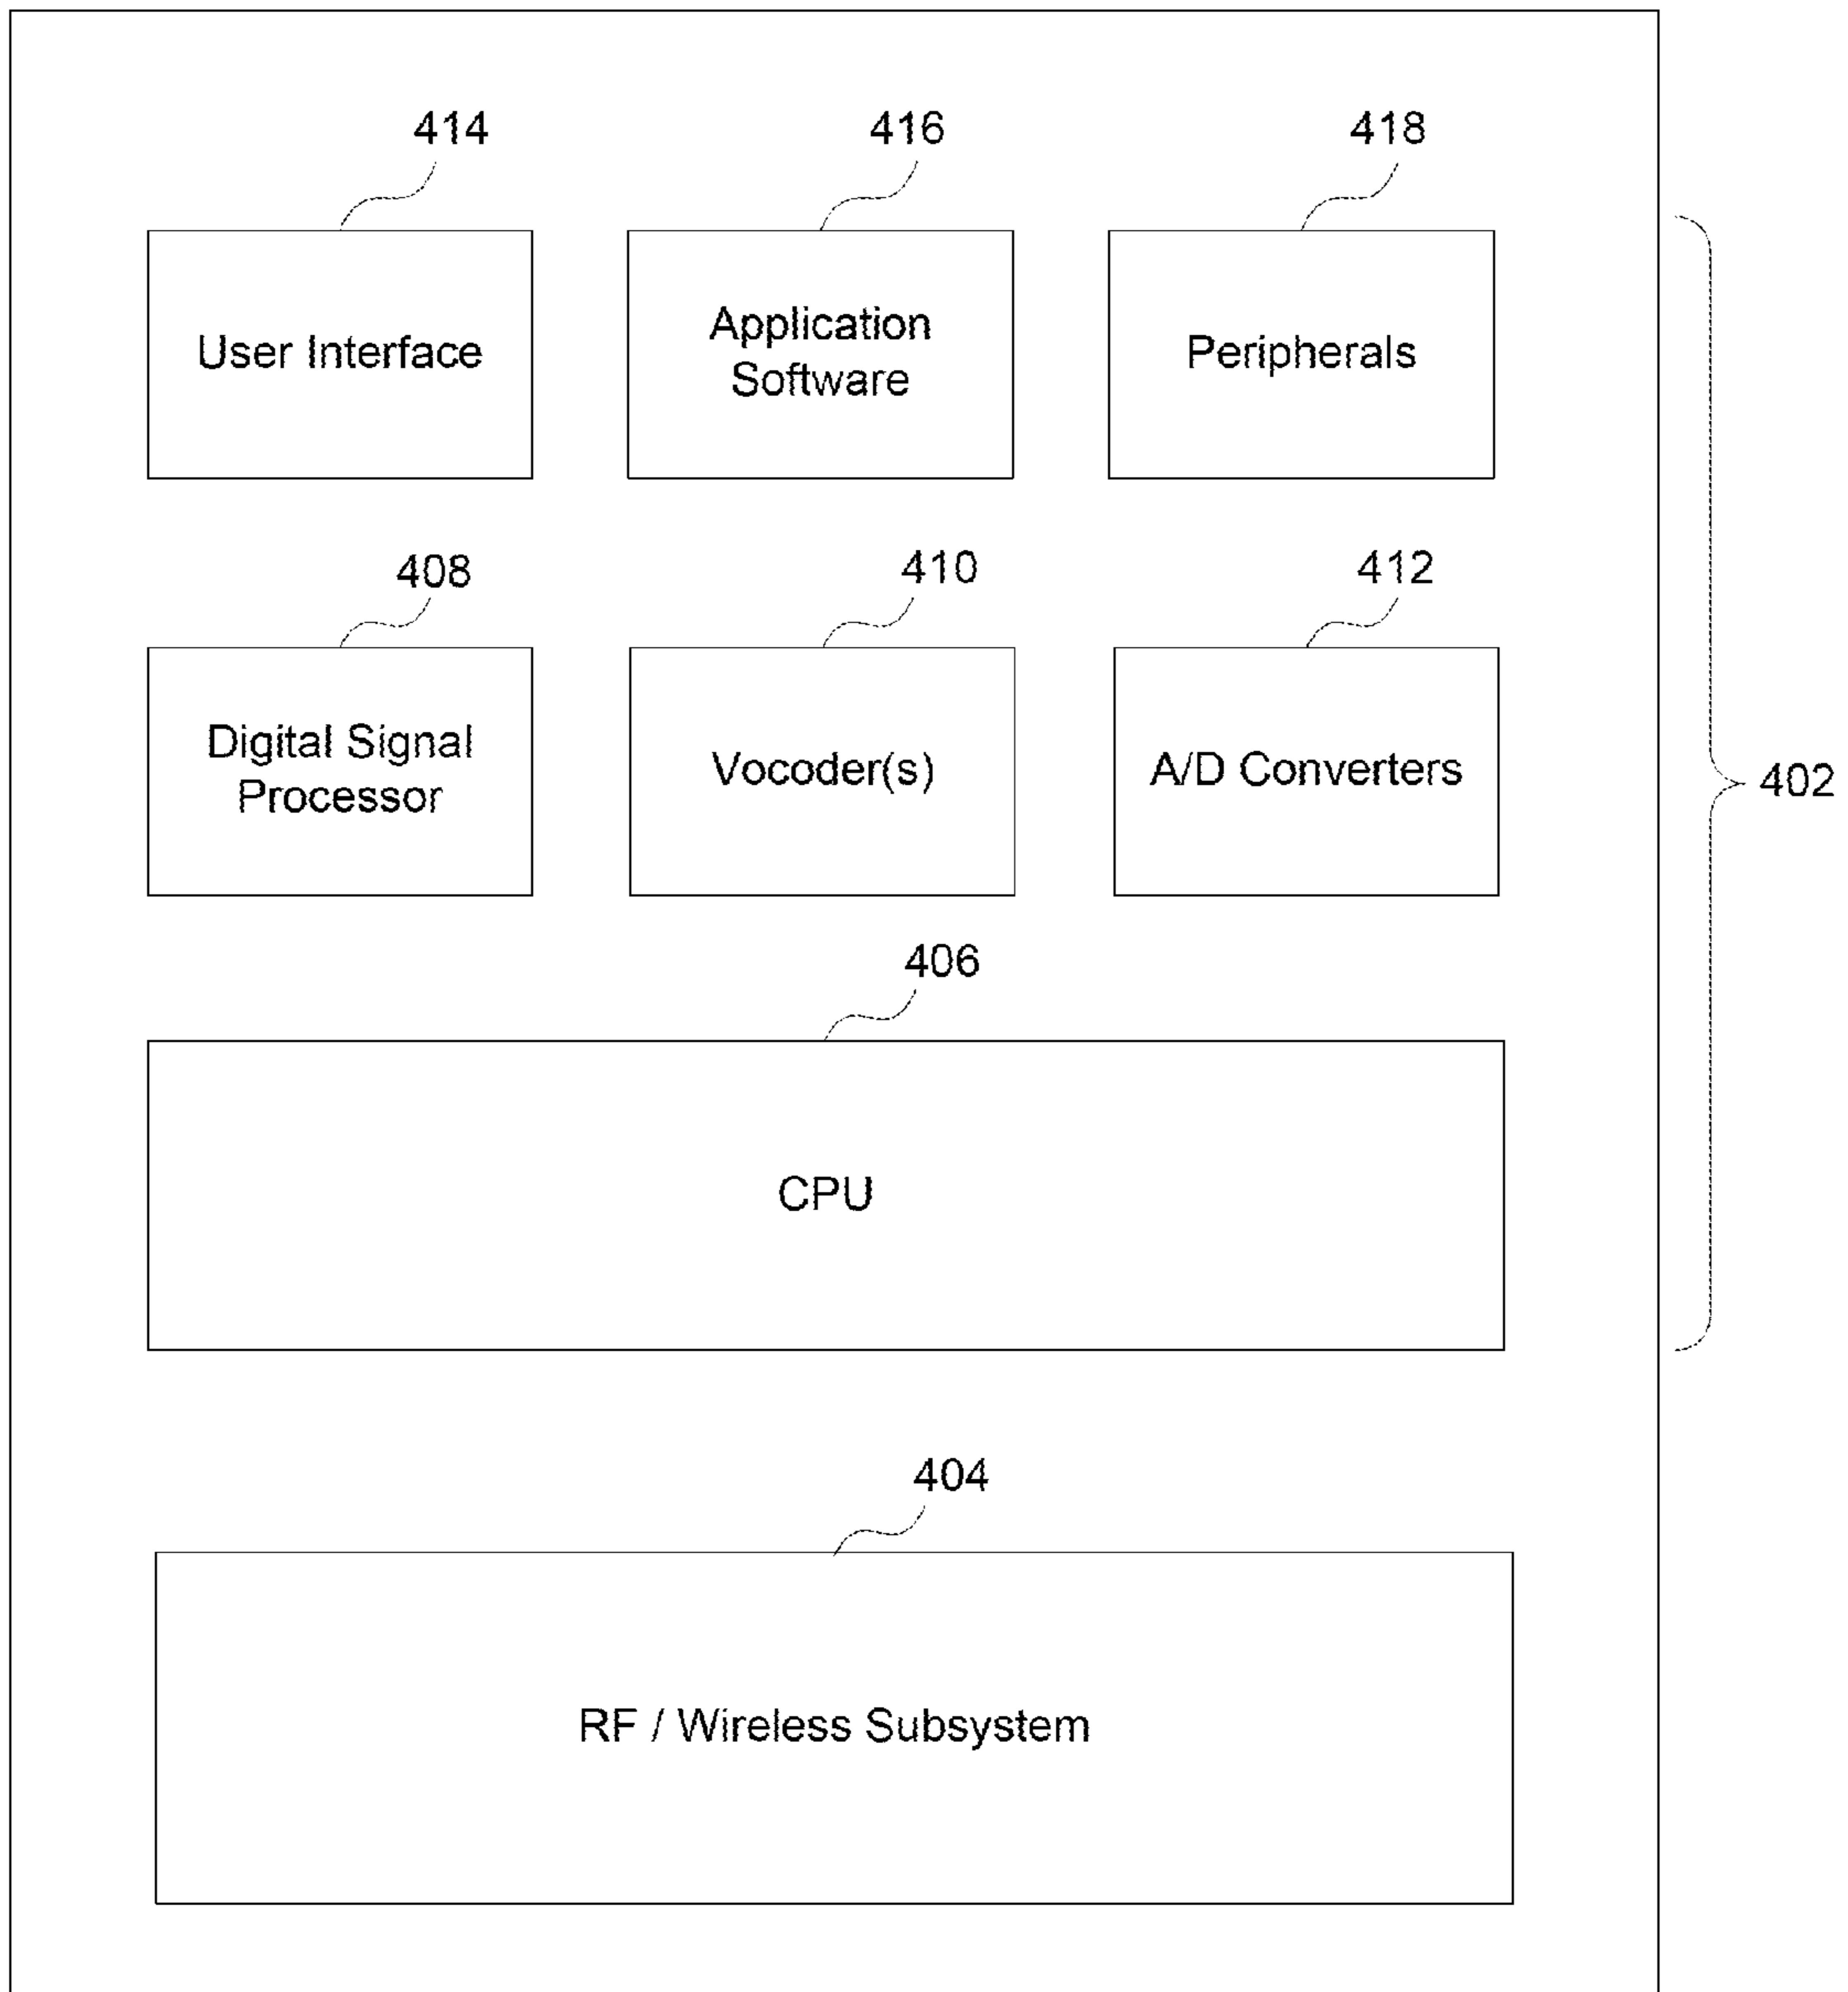 414
416
418
User Interface
Application
Software
Peripherals
408
410
412
Digital Signal
Processor
Vocoder(s)
A/D Converters
402
406
CPU
404
RF / Wireless Subsystem